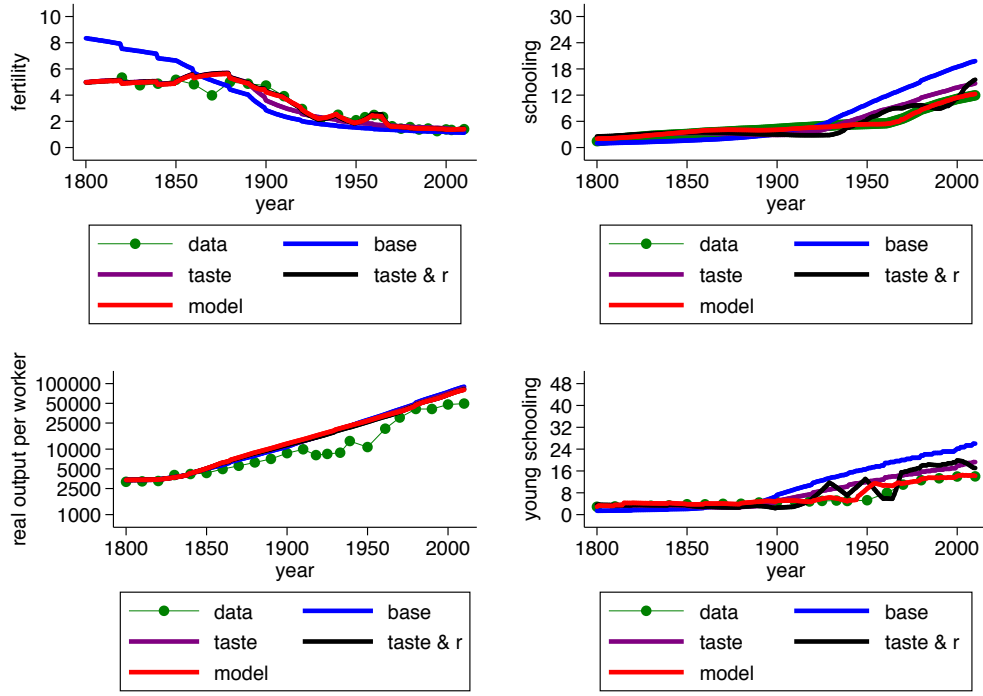 fertility
10
8
6
4
2
0
1800 1850 1900 1950 2000
year
data base
taste taste & r
model
schooling
30
24
18
12
6
0
1800 1850 1900 1950 2000
year
data base
taste taste & r
model
real output per worker
100000
50000
25000
10000
5000
2500
1000
1800 1850 1900 1950 2000
year
data base
taste taste & r
model
young schooling
48
40
32
24
16
8
0
1800 1850 1900 1950 2000
year
data base
taste taste & r
model